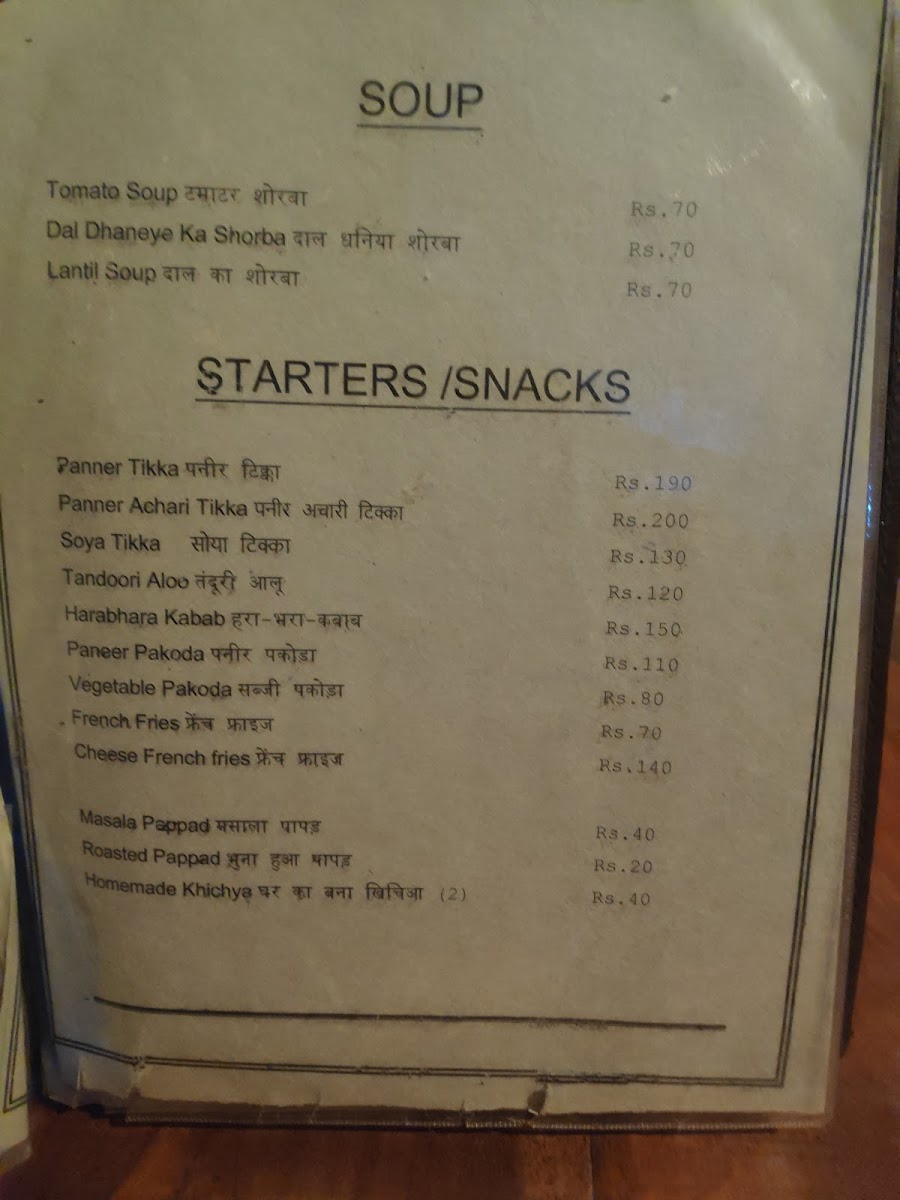 SOUP
Tomato Soup टमाटर शोरबा Rs.70
Dal Dhaneye Ka Shorba दाल धनिया शोरबा Rs.70
Lantil Soup दाल का शोरबा Rs.70
STARTERS /SNACKS
Panner Tikka पनीर टिक्का Rs.190
Panner Achari Tikka पनीर अचारी टिक्का Rs.200
Soya Tikka सोया टिक्का Rs.130
Tandoori Aloo तंदूरी आलू Rs.120
Harabhara Kabab हरा-भरा-कबाब Rs.150
Paneer Pakoda पनीर पकोडा Rs.110
Vegetable Pakoda सब्जी पकोड़ा Rs.80
French Fries फ्रेंच फ्राइज Rs.70
Cheese French fries फ्रेंच फ्राइज Rs.140
Masala Pappad मसाला पापड़ Rs.40
Roasted Pappad भुना हुआ पापड़ Rs.20
Homemade Khichya घर का बना खिचिआ (2) Rs.40